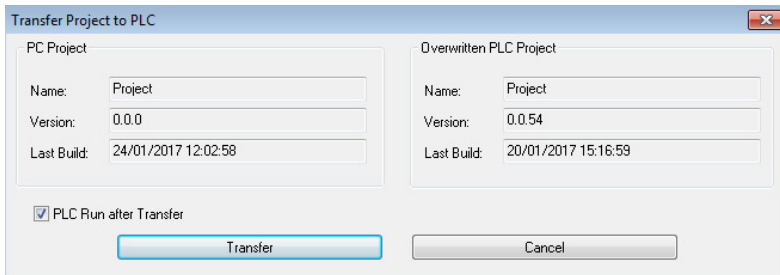 Transfer Project to PLC
PC Project
Name: Project
Version: 0.0.0
Last Build: 24/01/2017 12:02:58
Overwritten PLC Project
Name: Project
Version: 0.0.54
Last Build: 20/01/2017 15:16:59
PLC Run after Transfer
Transfer
Cancel